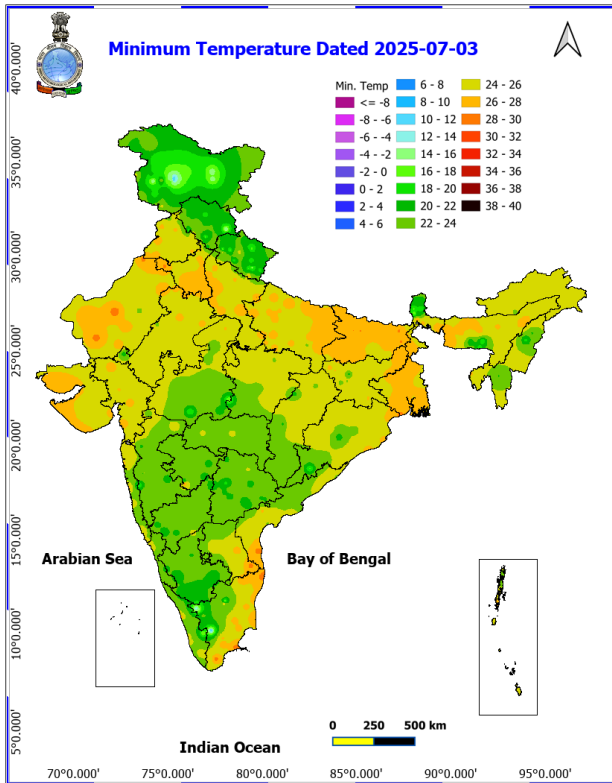 Minimum Temperature Dated 2025-07-03
Min. Temp
<= -8
-8 - -6
-6 - -4
-4 - -2
-2 - 0
0 - 2
2 - 4
4 - 6
6 - 8
8 - 10
10 - 12
12 - 14
14 - 16
16 - 18
18 - 20
20 - 22
22 - 24
24 - 26
26 - 28
28 - 30
30 - 32
32 - 34
34 - 36
36 - 38
38 - 40
40°0.000'
35°0.000'
30°0.000'
25°0.000'
20°0.000'
15°0.000'
10°0.000'
5°0.000'
Arabian Sea
Bay of Bengal
Indian Ocean
0 250 500 km
70°0.00' 75°0.00' 80°0.00' 85°0.000' 90°0.000' 95°0.000'